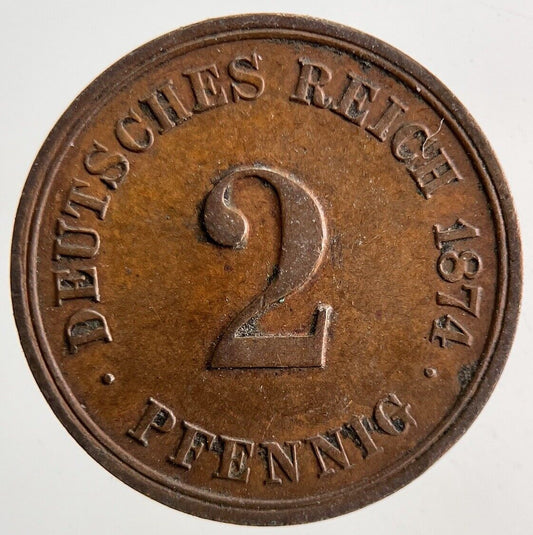 DEUTSCHES REICH 1874
2
· PFENNIG ·